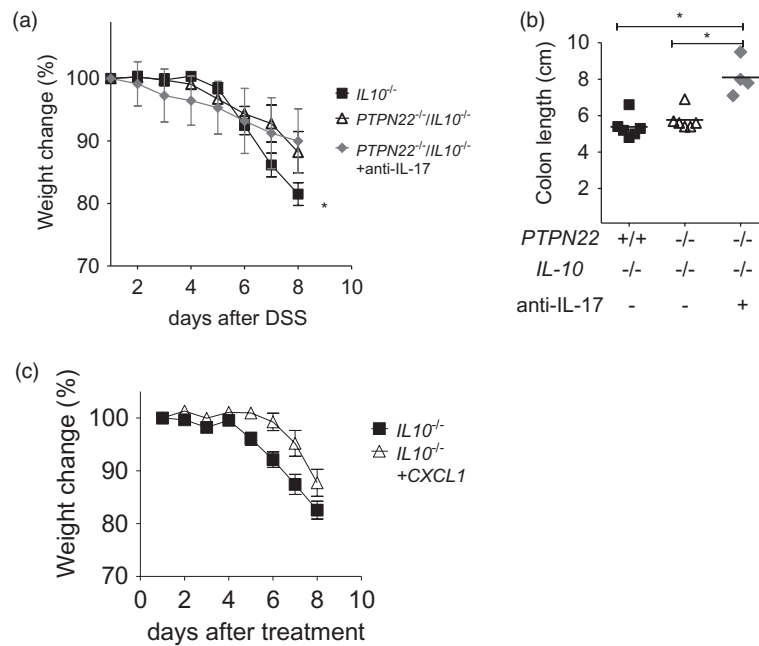 (a)
Weight change (%)
100
90
80
70
2 4 6 8 10
days after DSS
IL10-/-
PTPN22-/-/IL10-/-
PTPN22-/-/IL10-/-
+anti-IL-17
*
(b)
Colon length (cm)
10
8
6
4
2
*
*
PTPN22 +/+ -/- -/-
IL-10 -/- -/- -/-
anti-IL-17 - - +
(c)
Weight change (%)
100
90
80
70
0 2 4 6 8 10
days after treatment
IL10-/-
IL10-/-
+CXCL1